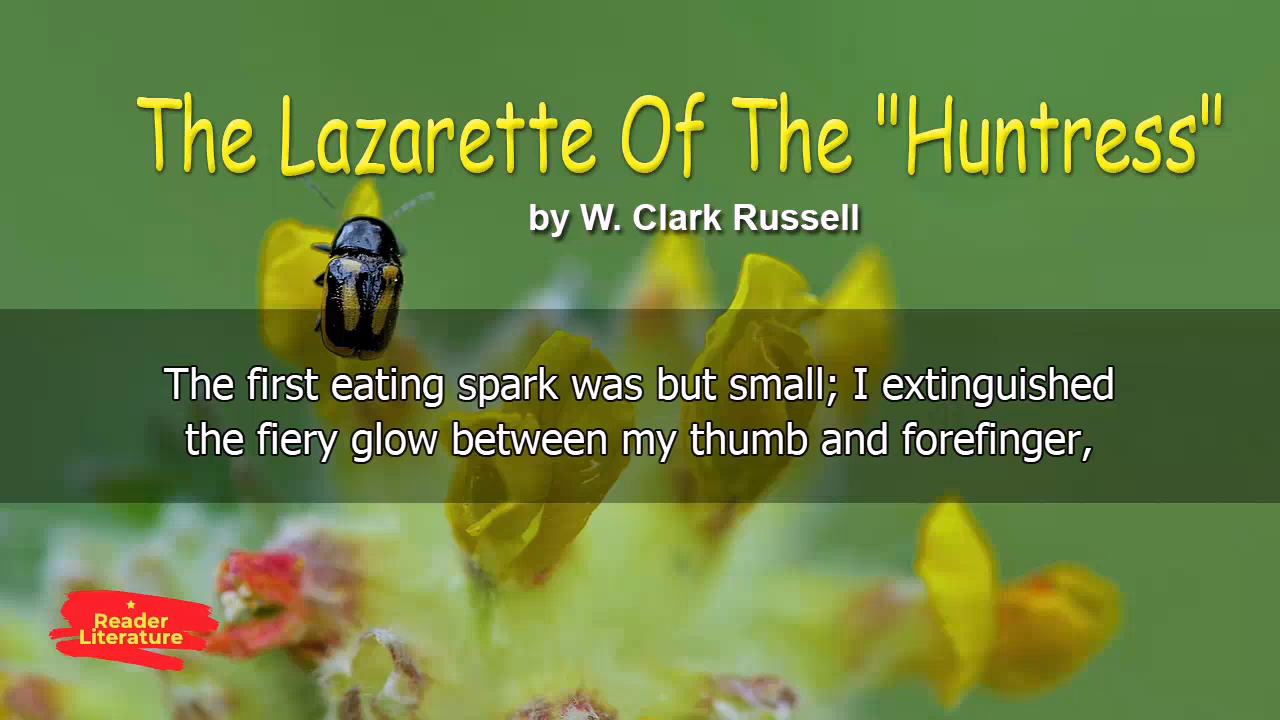 The Lazarette Of The "Huntress"
by W. Clark Russell
The first eating spark was but small; I extinguished
the fiery glow between my thumb and forefinger,
Reader
Literature